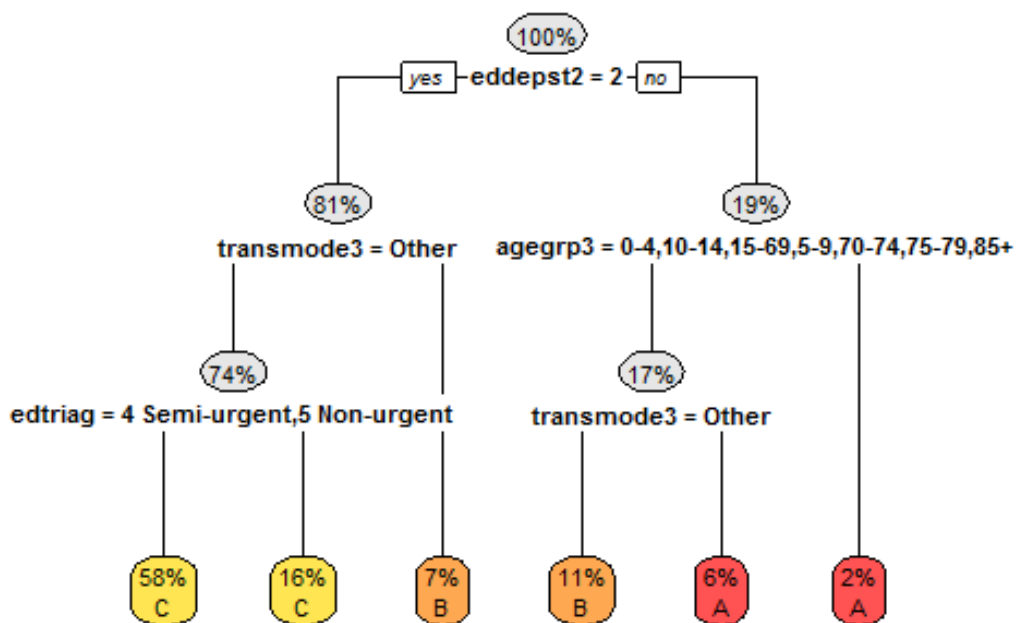 100%
yes eddepst2 = 2 no
81% 19%
transmode3 = Other agegrp3 = 0-4,10-14,15-69,5-9,70-74,75-79,85+
74% 17%
edtriag = 4 Semi-urgent,5 Non-urgent transmode3 = Other
58% 16% 7% 11% 6% 2%
C C B B A A